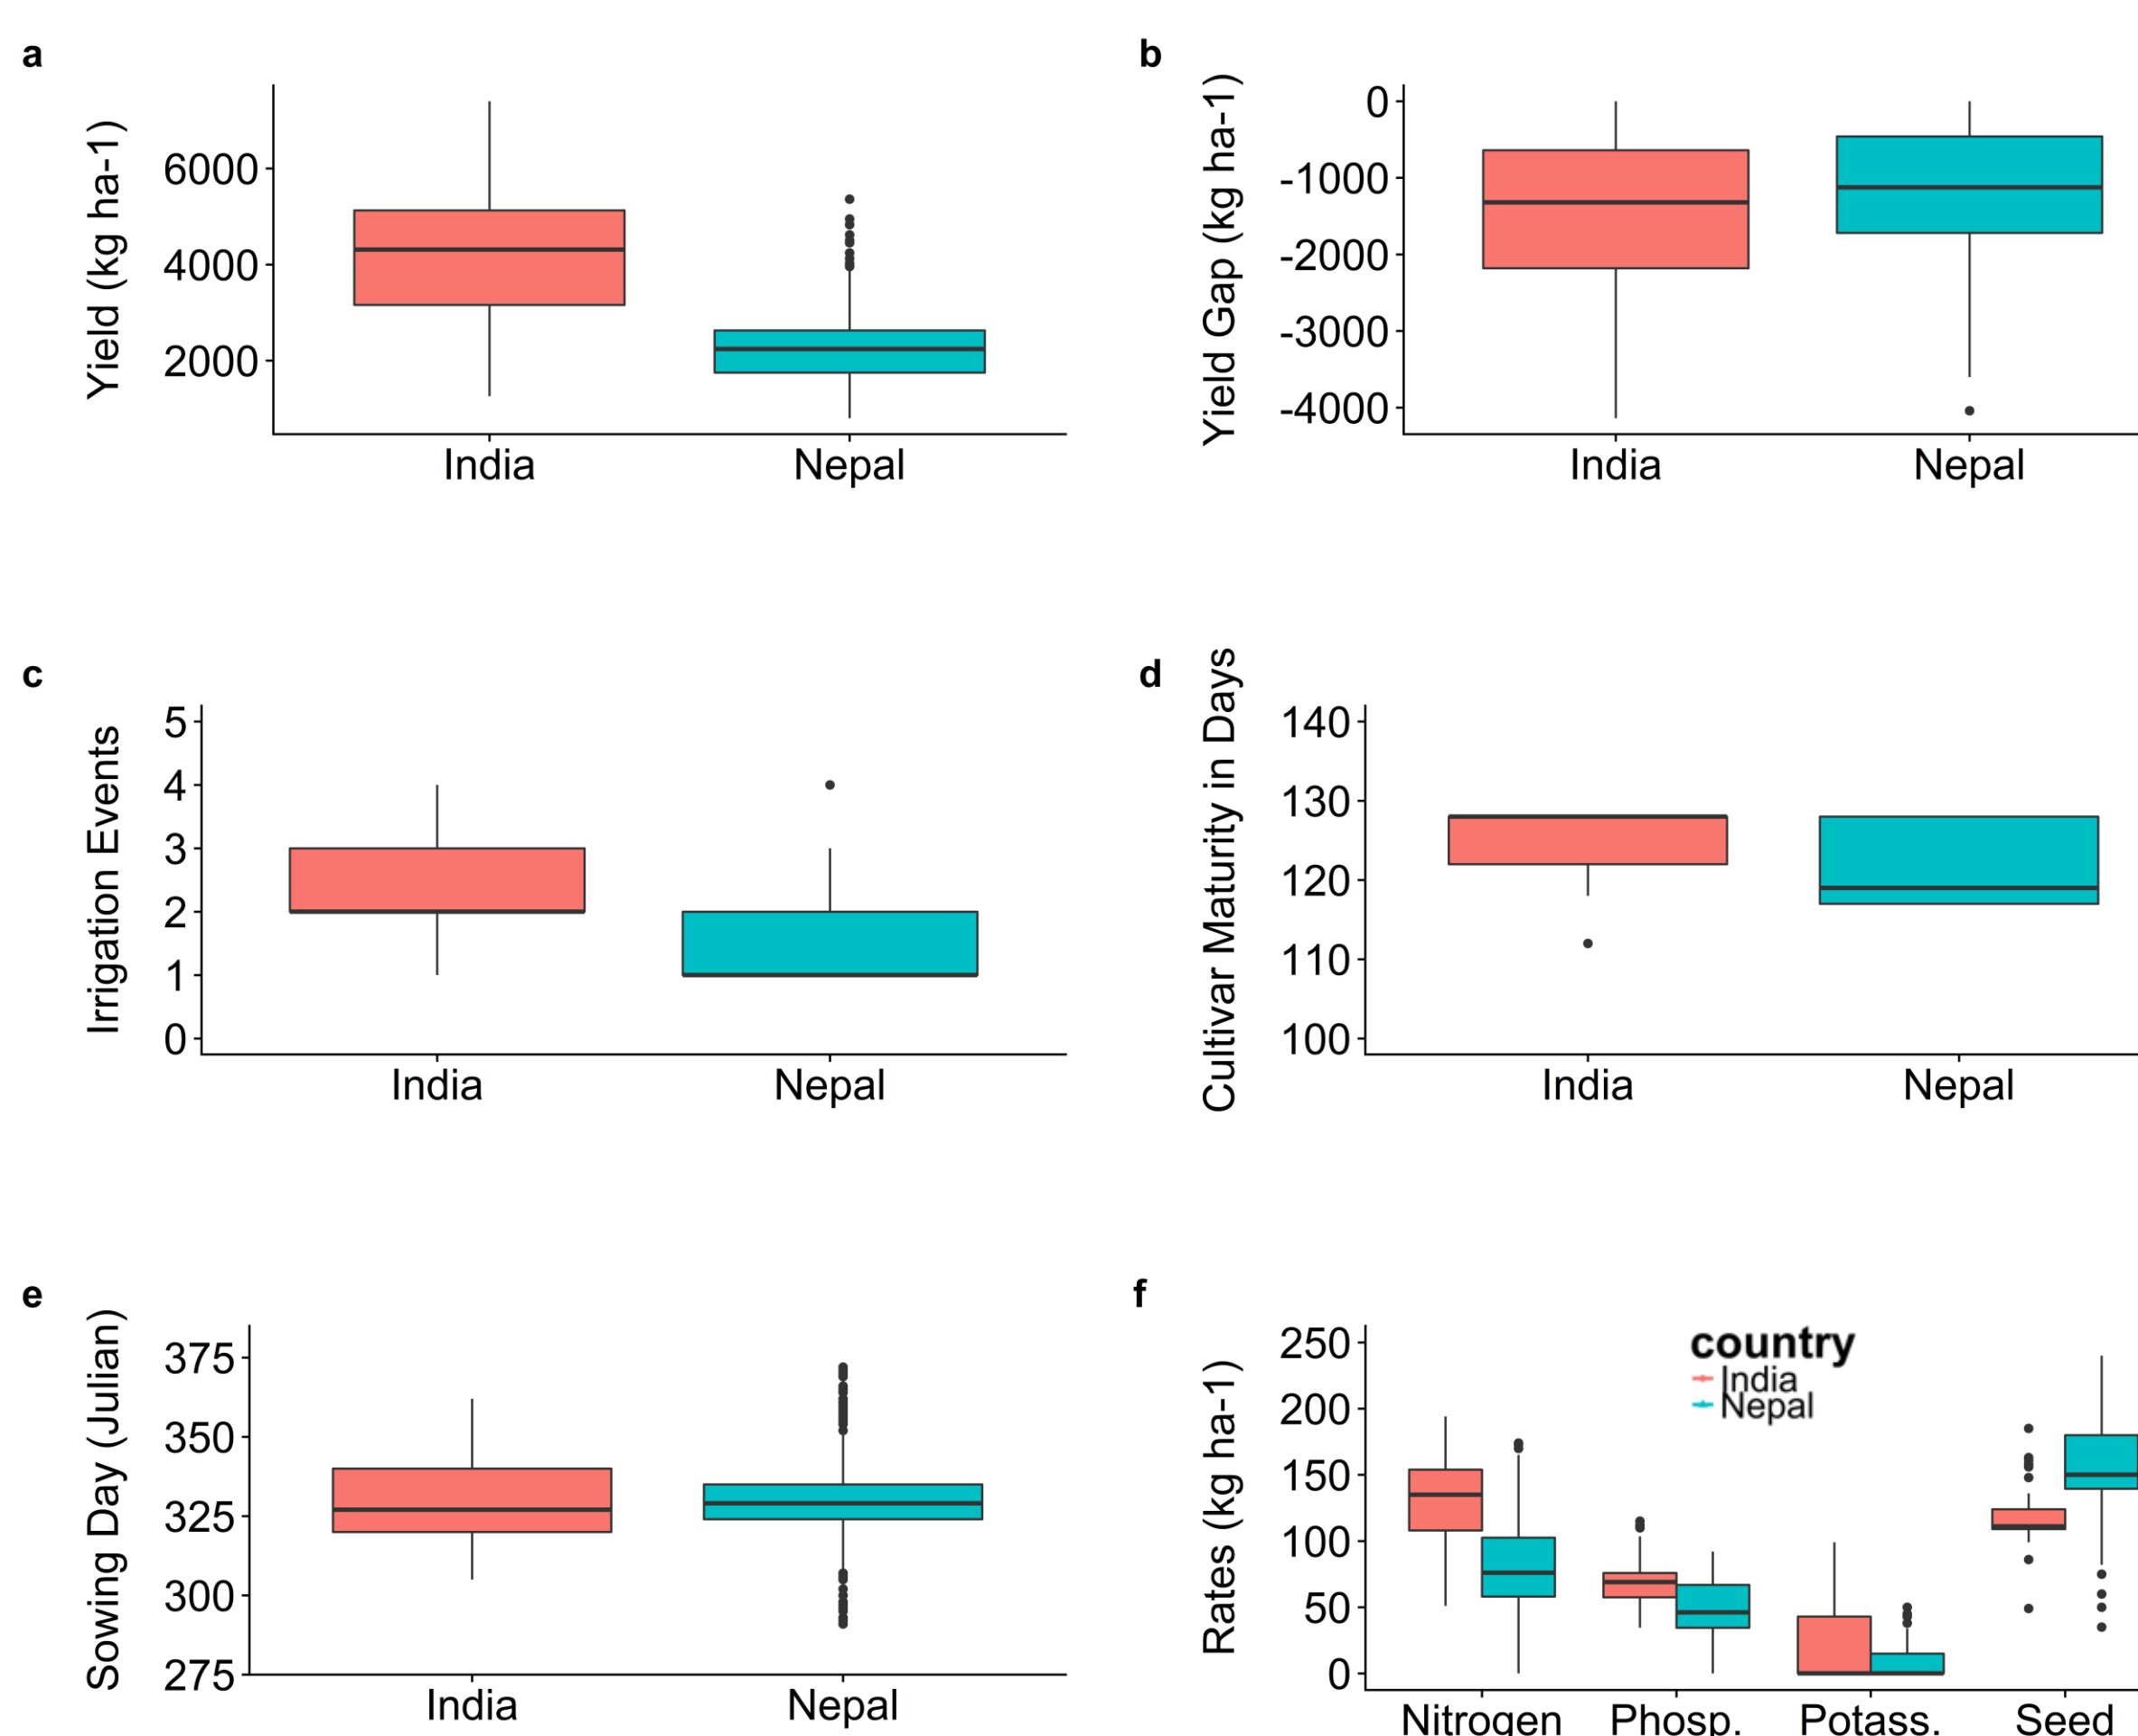 a
Yield (kg ha-1)
6000
4000
2000
India Nepal
b
Yield Gap (kg ha-1)
0
-1000
-2000
-3000
-4000
India Nepal
c
Irrigation Events
5
4
3
2
1
0
India Nepal
d
Cultivar Maturity in Days
140
130
120
110
100
India Nepal
e
Sowing Day (Julian)
375
350
325
300
275
India Nepal
f
Rates (kg ha-1)
250
200
150
100
50
0
country
India
Nepal
Nitrogen Phosp. Potass. Seed